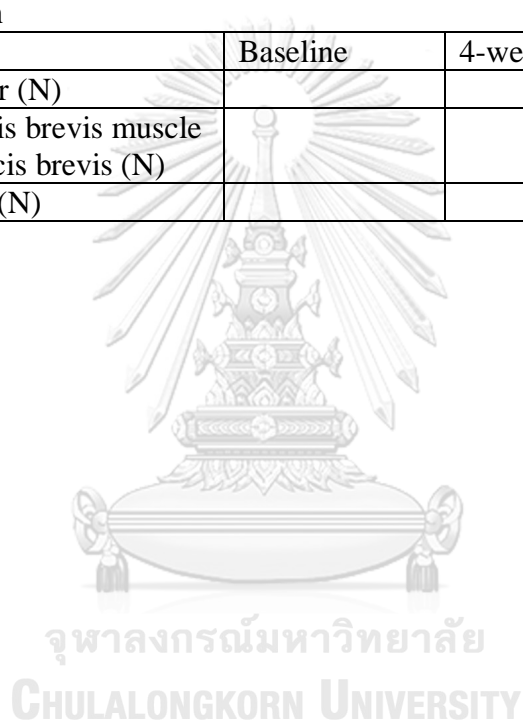 Baseline 4-we
r (N)
is brevis muscle
cis brevis (N)
(N)
จุฬาลงกรณ์มหาวิทยาลัย
CHULALONGKORN UNIVERSITY